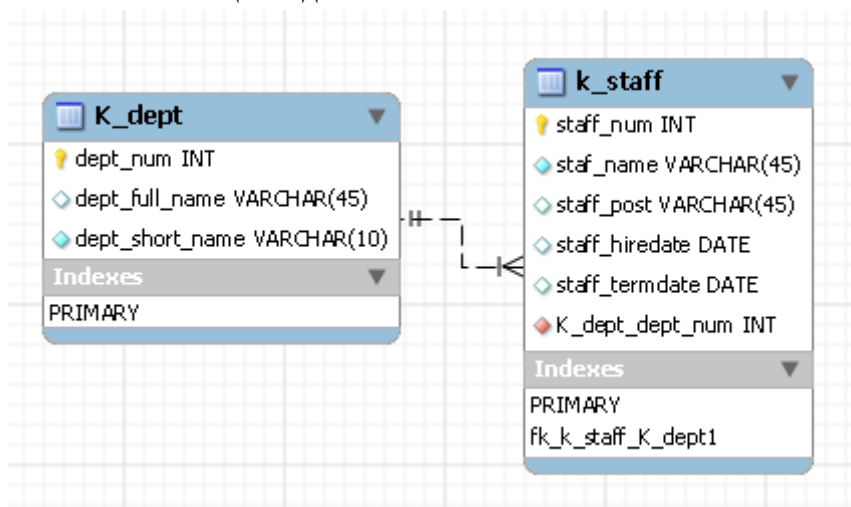 K_dept
dept_num INT
dept_full_name VARCHAR(45)
dept_short_name VARCHAR(10)
Indexes
PRIMARY
k_staff
staff_num INT
staf_name VARCHAR(45)
staff_post VARCHAR(45)
staff_hiredate DATE
staff_termdate DATE
K_dept_dept_num INT
Indexes
PRIMARY
fk_k_staff_K_dept1